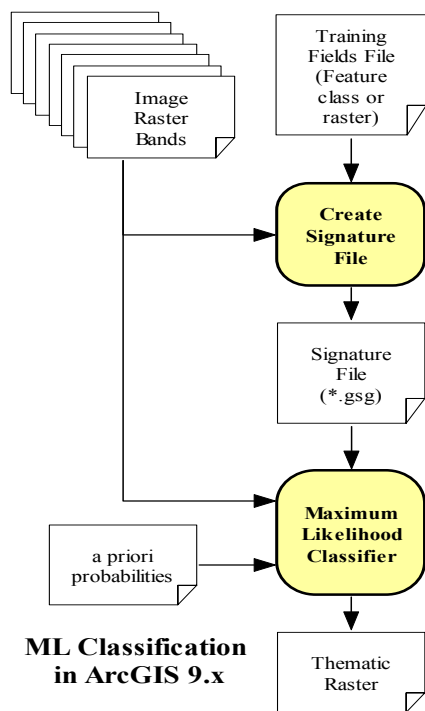 Image
Raster
Bands
Training
Fields File
(Feature
class or
raster)
Create
Signature
File
Signature
File
(*.gsg)
Maximum
Likelihood
Classifier
a priori
probabilities
Thematic
Raster
ML Classification
in ArcGIS 9.x